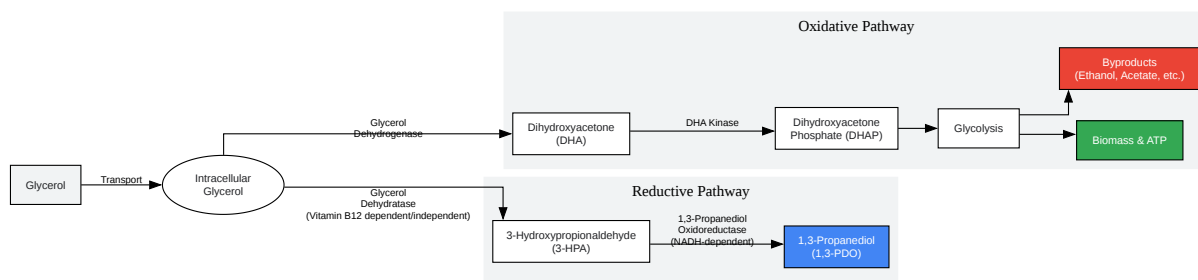 Oxidative Pathway
Byproducts
(Ethanol, Acetate, etc.)
Glycerol
Dehydrogenase
Dihydroxyacetone
(DHA)
DHA Kinase
Dihydroxyacetone
Phosphate (DHAP)
Glycolysis
Biomass & ATP
Glycerol
Transport
Intracellular
Glycerol
Glycerol
Dehydratase
(Vitamin B12 dependent/independent)
Reductive Pathway
3-Hydroxypropionaldehyde
(3-HPA)
1,3-Propanediol
Oxidoreductase
(NADH-dependent)
1,3-Propanediol
(1,3-PDO)